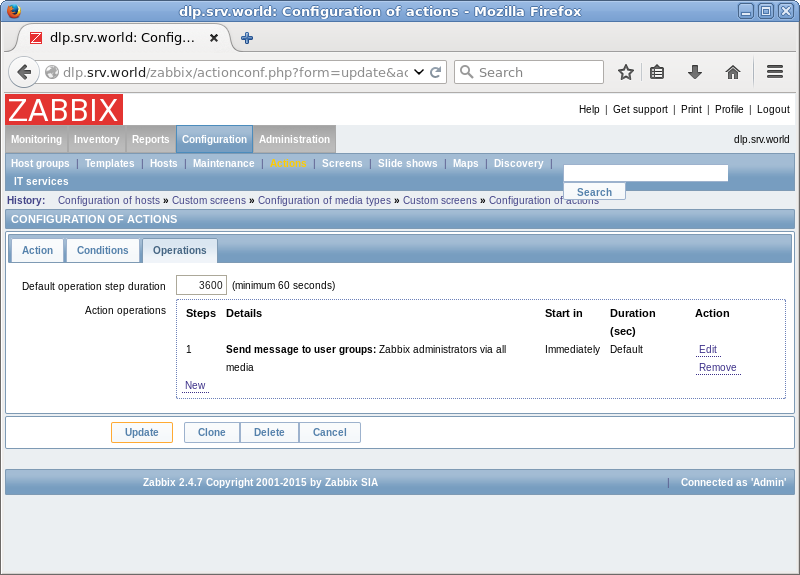 dlp.srv.world: Configuration of actions - Mozilla Firefox
dlp.srv.world: Config...
dlp.srv.world/zabbix/actionconf.php?form=update&ac
Search
ZABBIX
Help | Get support | Print | Profile | Logout
Monitoring Inventory Reports Configuration Administration
dlp.srv.world
Host groups | Templates | Hosts | Maintenance | Actions | Screens | Slide shows | Maps | Discovery |
IT services
Search
History: Configuration of hosts » Custom screens » Configuration of media types » Custom screens » Configuration of actions
CONFIGURATION OF ACTIONS
Action Conditions Operations
Default operation step duration 3600 (minimum 60 seconds)
Action operations
Steps Details Start in Duration Action
(sec)
1 Send message to user groups: Zabbix administrators via all Immediately Default Edit
media Remove
New
Update Clone Delete Cancel
Zabbix 2.4.7 Copyright 2001-2015 by Zabbix SIA | Connected as 'Admin'